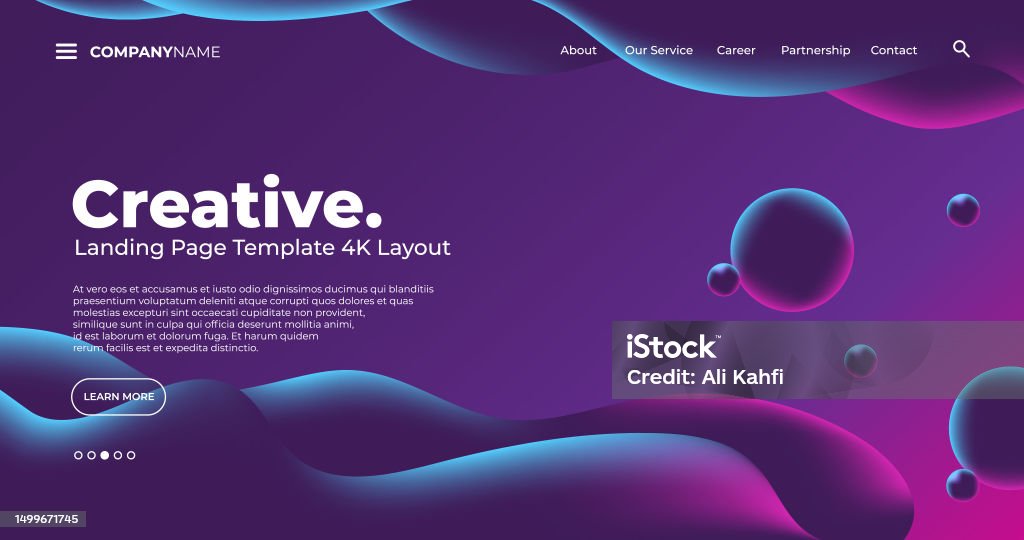 COMPANYNAME
About Our Service Career Partnership Contact
Creative.
Landing Page Template 4K Layout
At vero eos et accusamus et iusto odio dignissimos ducimus qui blanditiis
praesentium voluptatum deleniti atque corrupti quos dolores et quas
molestias excepturi sint occaecati cupiditate non provident,
similique sunt in culpa qui officia deserunt mollitia animi,
id est laborum et dolorum fuga. Et harum quidem
rerum facilis est et expedita distinctio.
LEARN MORE
iStock™
Credit: Ali Kahfi
1499671745